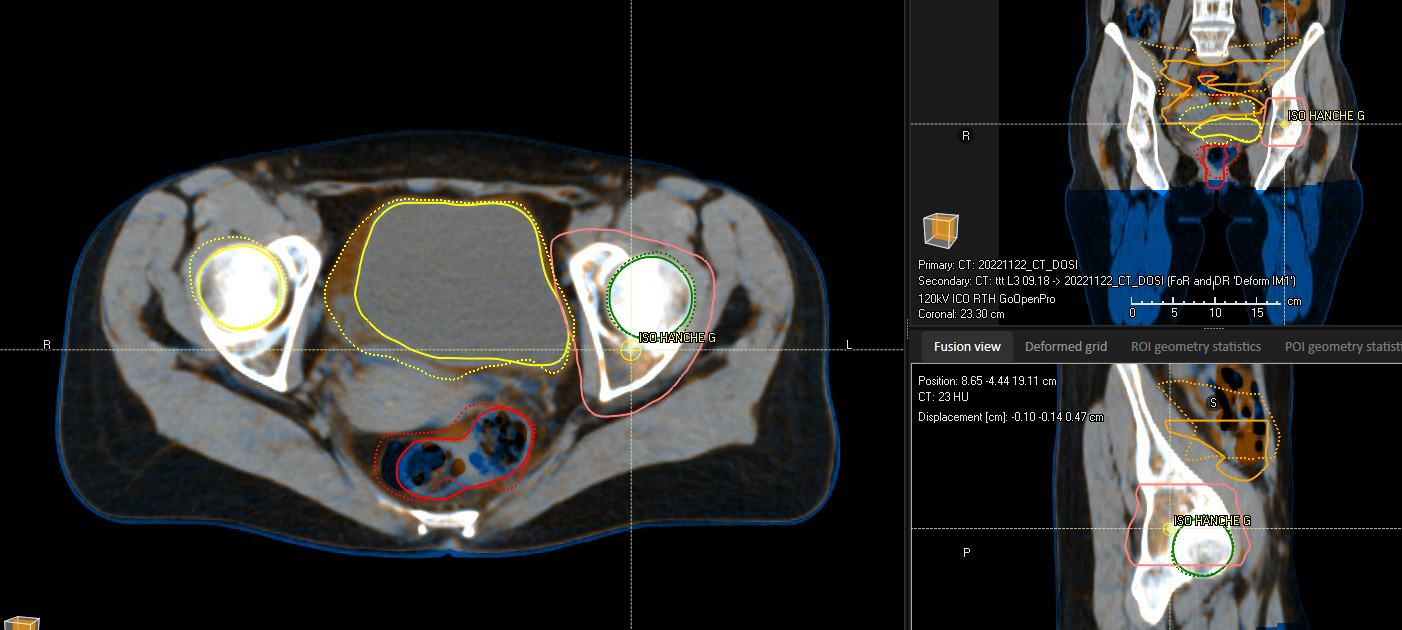 R
L
ISO HANCHE G
R
ISO HANCHE G
Primary: CT: 20221122_CT_DOSI
Secondary: CT: ttt L3 09.18 -> 20221122_CT_DOSI (FoR and DR 'Deform IM1')
120kV ICO RTH GoOpenPro
Coronal: 23.30 cm
0 5 10 15 cm
Fusion view Deformed grid ROI geometry statistics POI geometry statisti
Position: 8.65 -4.44 19.11 cm
CT: 23 HU
Displacement [cm]: -0.10 -0.14 0.47 cm
S
ISO HANCHE G
P